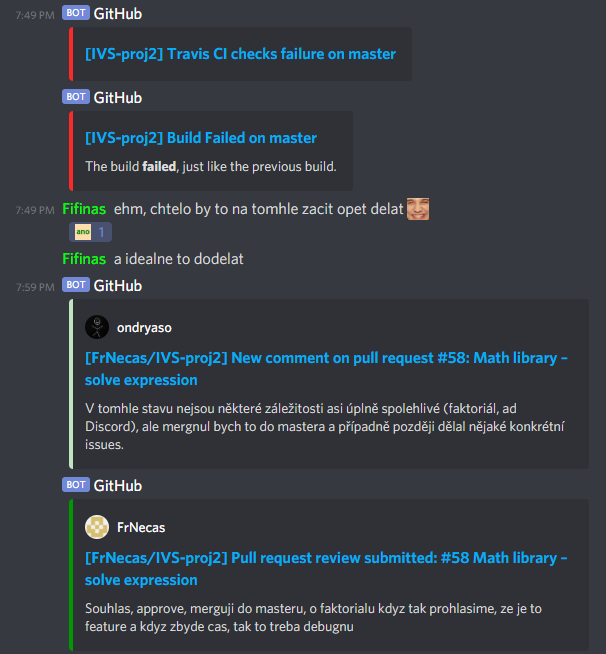 7:49 PM BOT GitHub
[IVS-proj2] Travis CI checks failure on master
BOT GitHub
[IVS-proj2] Build Failed on master
The build failed, just like the previous build.
7:49 PM Fifinas ehm, chtelo by to na tomhle zacit opet delat
ano 1
Fifinas a idealne to dodelat
7:59 PM BOT GitHub
ondryaso
[FrNecas/IVS-proj2] New comment on pull request #58: Math library –
solve expression
V tomhle stavu nejsou některé záležitosti asi úplně spolehlivé (faktoriál, ad
Discord), ale mergnul bych to do mastera a případně později dělal nějaké konkrétní
issues.
BOT GitHub
FrNecas
[FrNecas/IVS-proj2] Pull request review submitted: #58 Math library –
solve expression
Souhlas, approve, merguji do masteru, o faktorialu kdyz tak prohlasime, ze je to
feature a kdyz zbyde cas, tak to treba debugnu